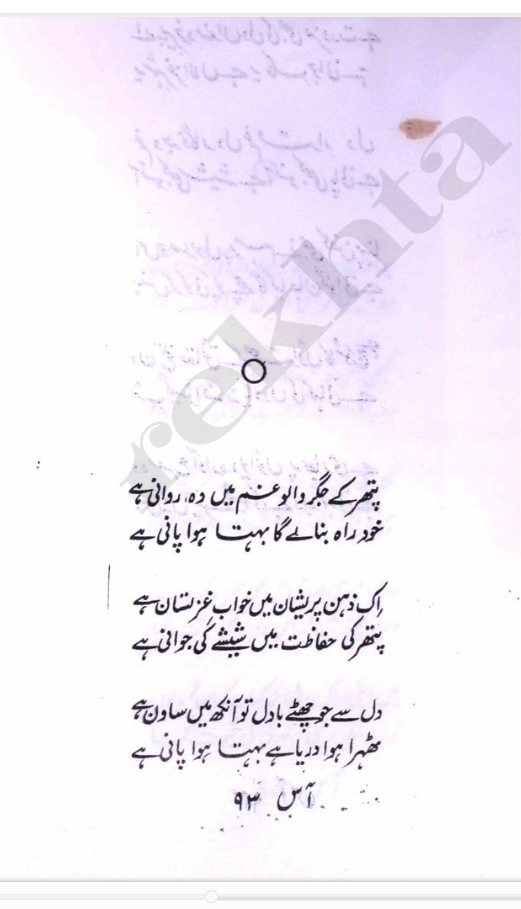 rekhta
پتھر کے جگر والو غم میں وہ روانی ہے
خود راہ بنالے گا بہتا ہوا پانی ہے
اک ذہن پریشاں میں خواب غزلستاں ہے
پتھر کی حفاظت میں شیشے کی جوانی ہے
دل سے جو چھٹے بادل تو آنکھ میں ساون ہے
ٹھہرا ہوا دریا ہے بہتا ہوا پانی ہے
آس ۹۳